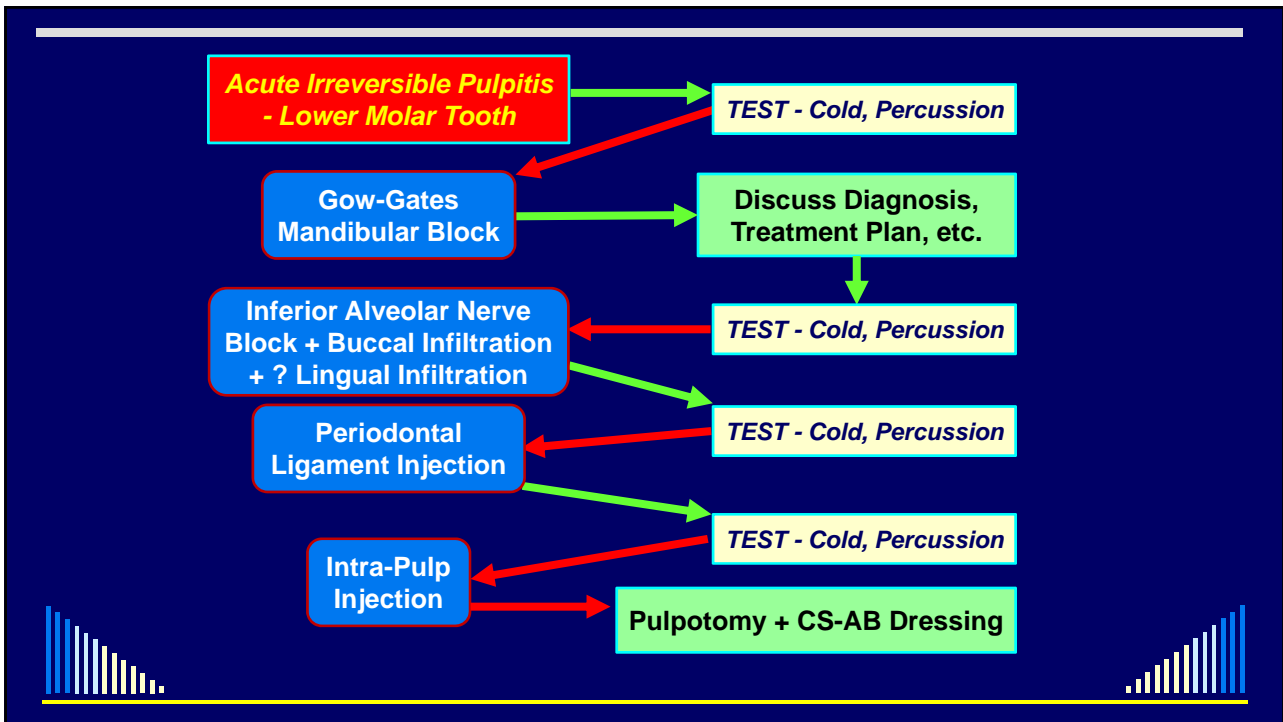 Acute Irreversible Pulpitis
- Lower Molar Tooth
TEST - Cold, Percussion
Gow-Gates
Mandibular Block
Discuss Diagnosis,
Treatment Plan, etc.
Inferior Alveolar Nerve
Block + Buccal Infiltration
+ ? Lingual Infiltration
TEST - Cold, Percussion
TEST - Cold, Percussion
Periodontal
Ligament Injection
TEST - Cold, Percussion
Intra-Pulp
Injection
Pulpotomy + CS-AB Dressing